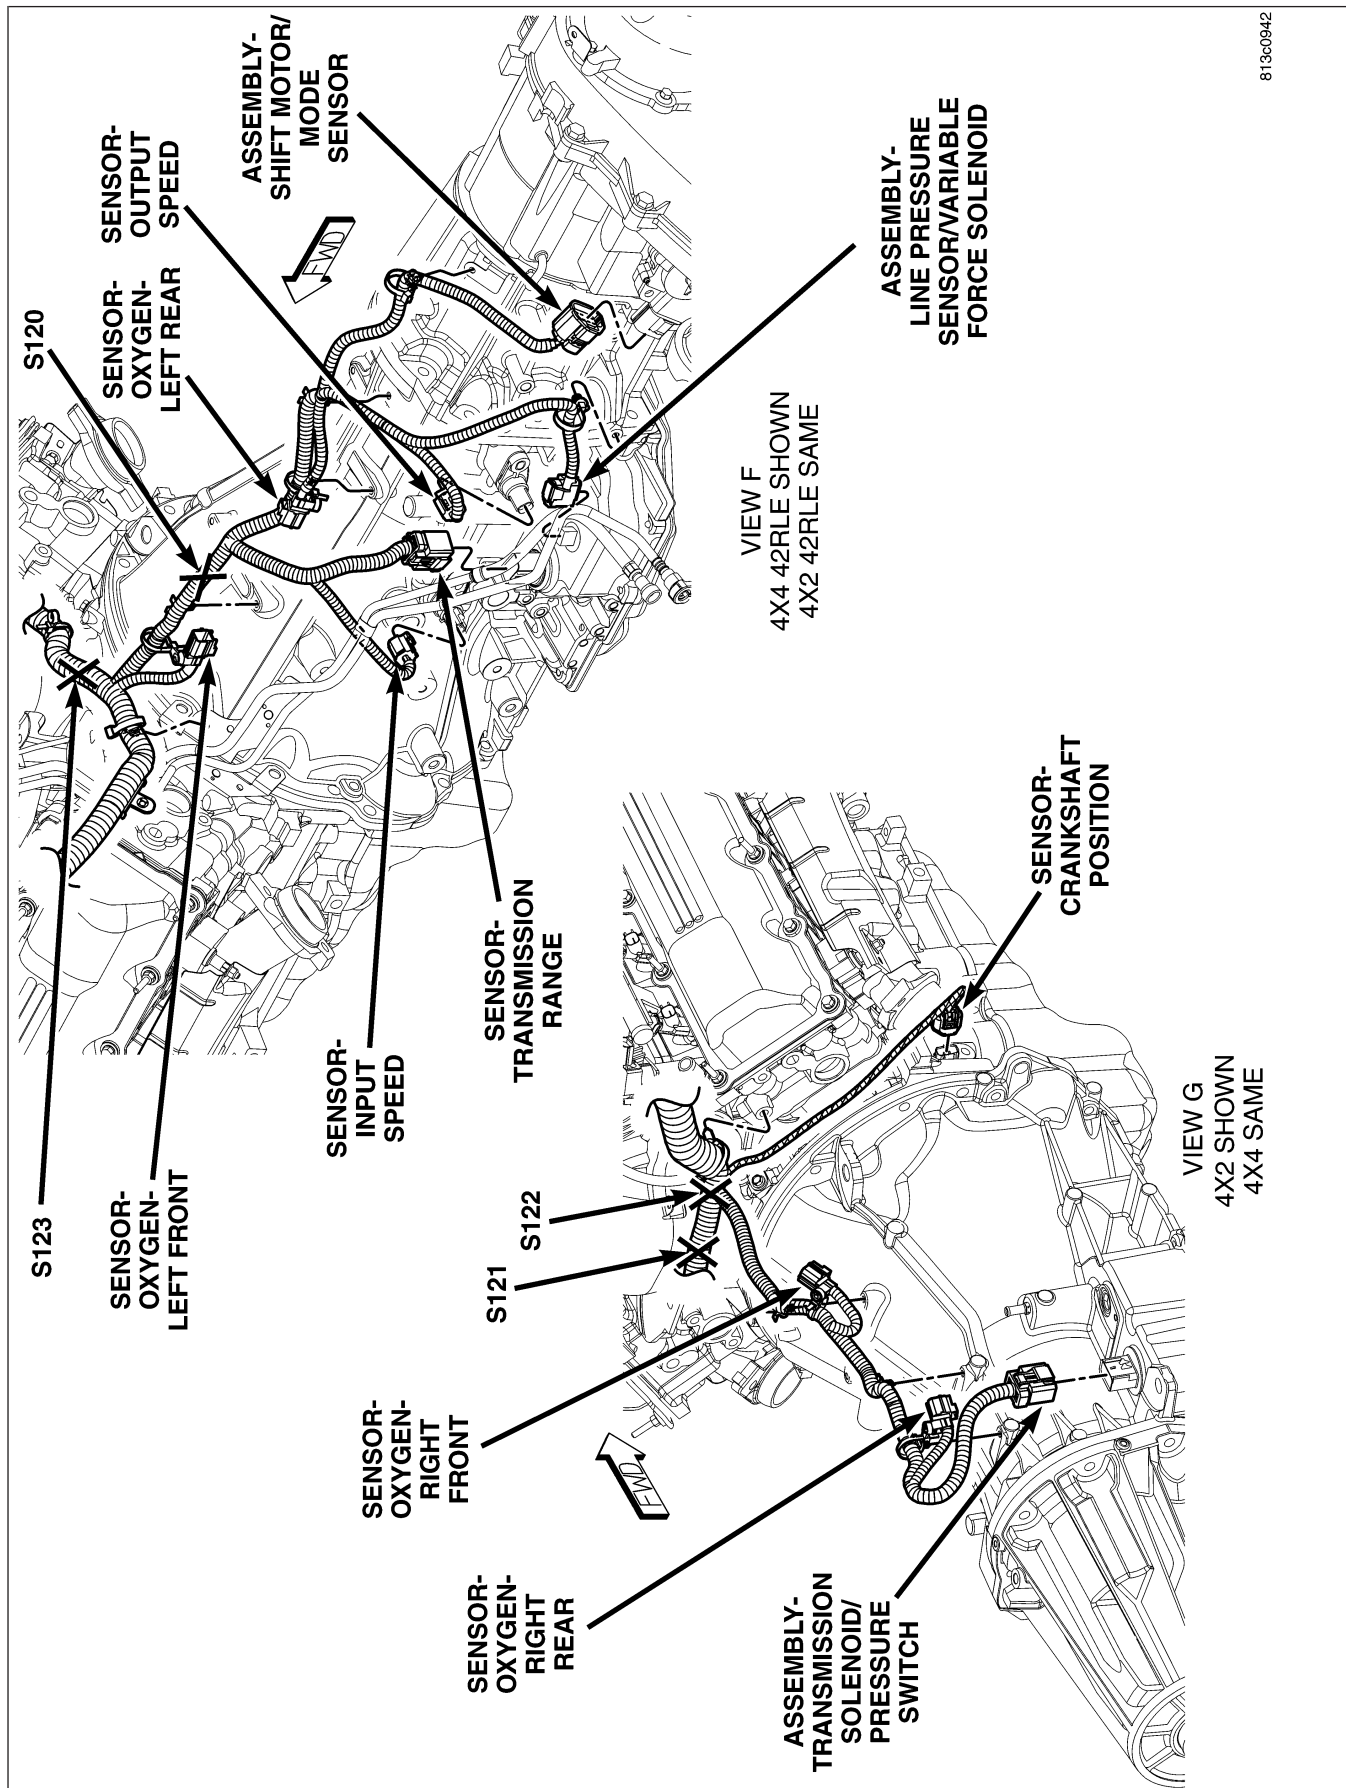 S123
SENSOR-
OXYGEN-
LEFT FRONT
S120
SENSOR-
OXYGEN-
LEFT REAR
SENSOR-
OUTPUT
SPEED
ASSEMBLY-
SHIFT MOTOR/
MODE
SENSOR
FWD
SENSOR-
INPUT
SPEED
SENSOR-
TRANSMISSION
RANGE
ASSEMBLY-
LINE PRESSURE
SENSOR/VARIABLE
FORCE SOLENOID
VIEW F
4X4 42RLE SHOWN
4X2 42RLE SAME
S121
S122
SENSOR-
OXYGEN-
RIGHT
FRONT
FWD
SENSOR-
OXYGEN-
RIGHT
REAR
ASSEMBLY-
TRANSMISSION
SOLENOID/
PRESSURE
SWITCH
SENSOR-
CRANKSHAFT
POSITION
VIEW G
4X2 SHOWN
4X4 SAME
813c0942